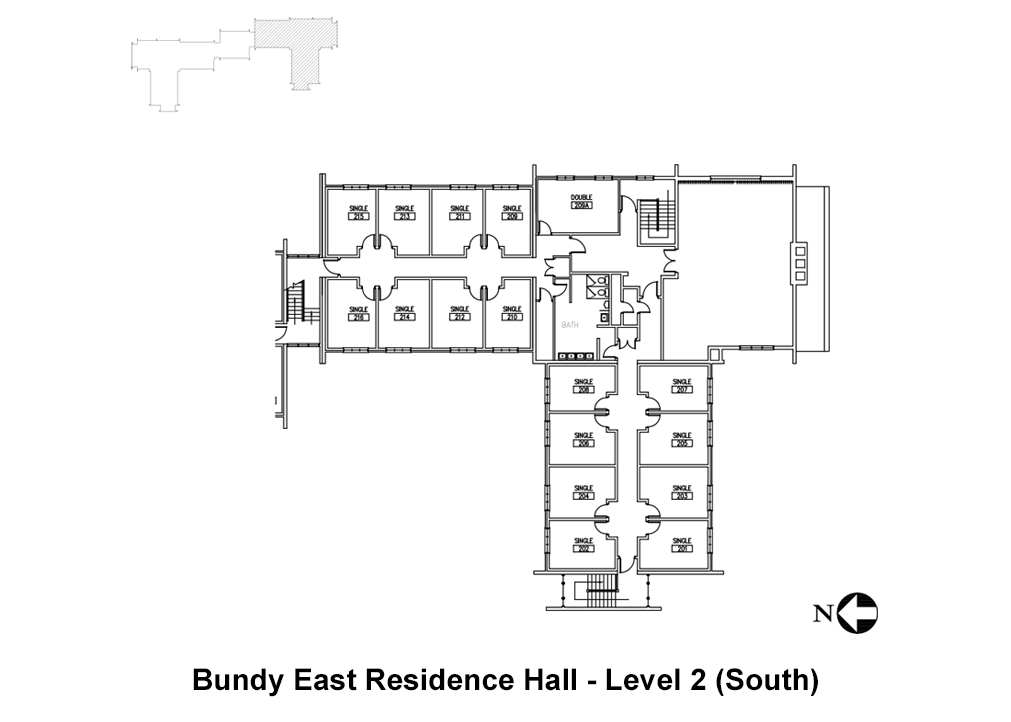 DOUBLE
209A
SINGLE
215
SINGLE
213
SINGLE
211
SINGLE
209
SINGLE
216
SINGLE
214
SINGLE
212
SINGLE
210
BATH
SINGLE
208
SINGLE
207
SINGLE
206
SINGLE
205
SINGLE
204
SINGLE
203
SINGLE
202
SINGLE
201
N
Bundy East Residence Hall - Level 2 (South)